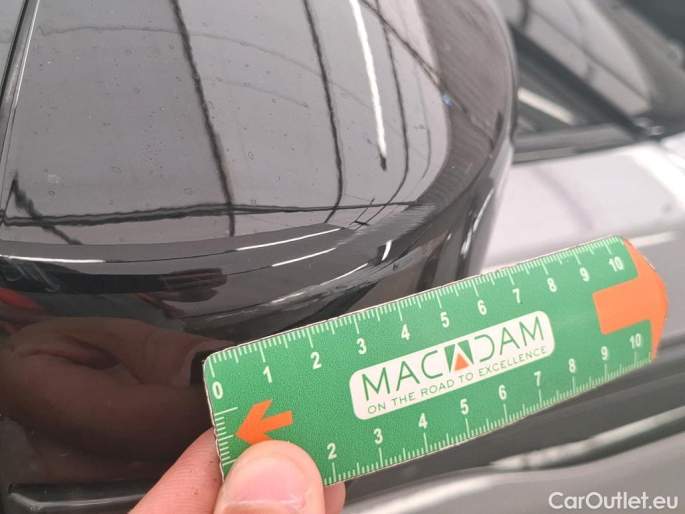 0 1 2 3 4 5 6 7 8 9 10
MACADAM
ON THE ROAD TO EXCELLENCE
2 3 4 5 6 7 8 9 10
CarOutlet.eu